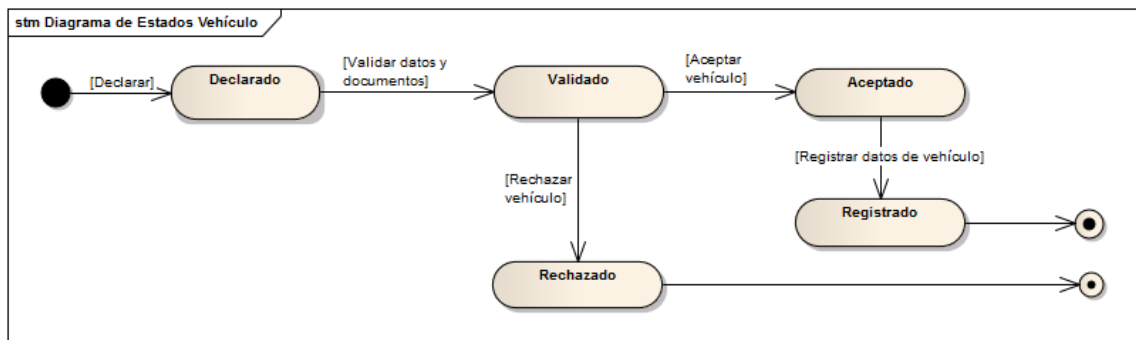 stm Diagrama de Estados Vehículo
[Declarar]
Declarado
[Validar datos y
documentos]
Validado
[Aceptar
vehículo]
Aceptado
[Registrar datos de vehículo]
[Rechazar
vehículo]
Registrado
Rechazado